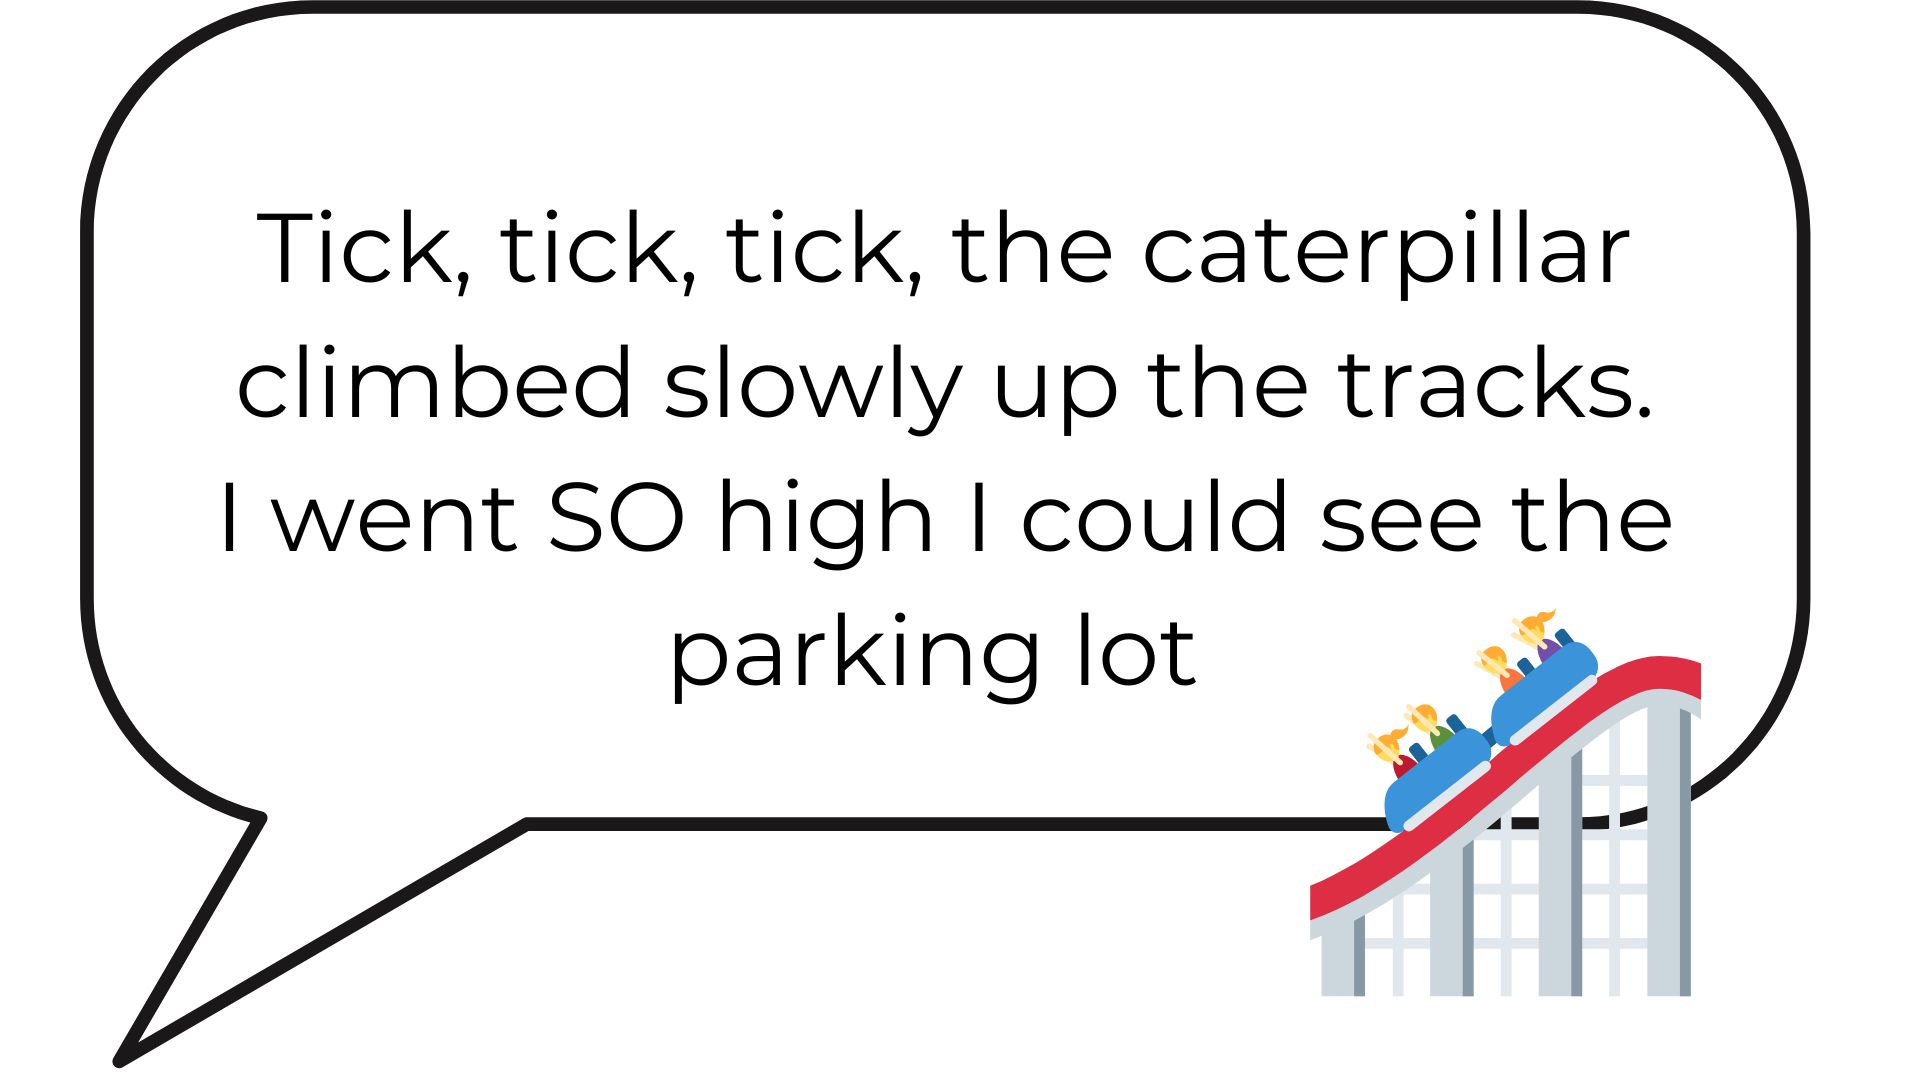 Tick, tick, tick, the caterpillar
climbed slowly up the tracks.
I went SO high I could see the
parking lot